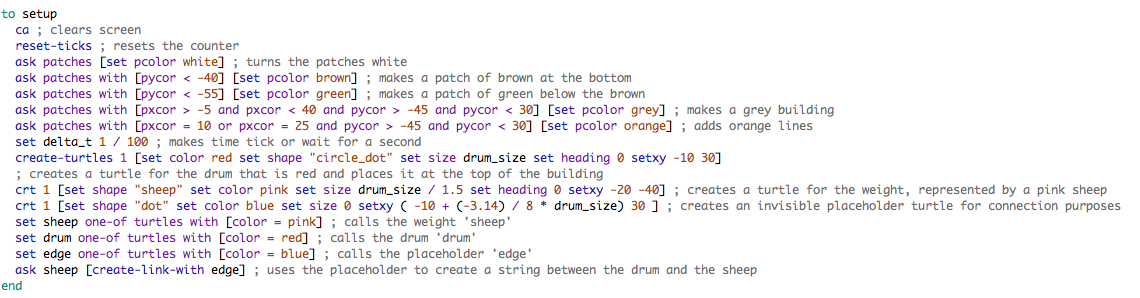 to setup
ca ; clears screen
reset-ticks ; resets the counter
ask patches [set pcolor white] ; turns the patches white
ask patches with [pycor < -40] [set pcolor brown] ; makes a patch of brown at the bottom
ask patches with [pycor < -55] [set pcolor green] ; makes a patch of green below the brown
ask patches with [pxcor > -5 and pxcor < 40 and pycor > -45 and pycor < 30] [set pcolor grey] ; makes a grey building
ask patches with [pxcor = 10 or pxcor = 25 and pycor > -45 and pycor < 30] [set pcolor orange] ; adds orange lines
set delta_t 1 / 100 ; makes time tick or wait for a second
create-turtles 1 [set color red set shape "circle_dot" set size drum_size set heading 0 setxy -10 30]
; creates a turtle for the drum that is red and places it at the top of the building
crt 1 [set shape "sheep" set color pink set size drum_size / 1.5 set heading 0 setxy -20 -40] ; creates a turtle for the weight, represented by a pink sheep
crt 1 [set shape "dot" set color blue set size 0 setxy ( -10 + (-3.14) / 8 * drum_size) 30 ] ; creates an invisible placeholder turtle for connection purposes
set sheep one-of turtles with [color = pink] ; calls the weight 'sheep'
set drum one-of turtles with [color = red] ; calls the drum 'drum'
set edge one-of turtles with [color = blue] ; calls the placeholder 'edge'
ask sheep [create-link-with edge] ; uses the placeholder to create a string between the drum and the sheep
end